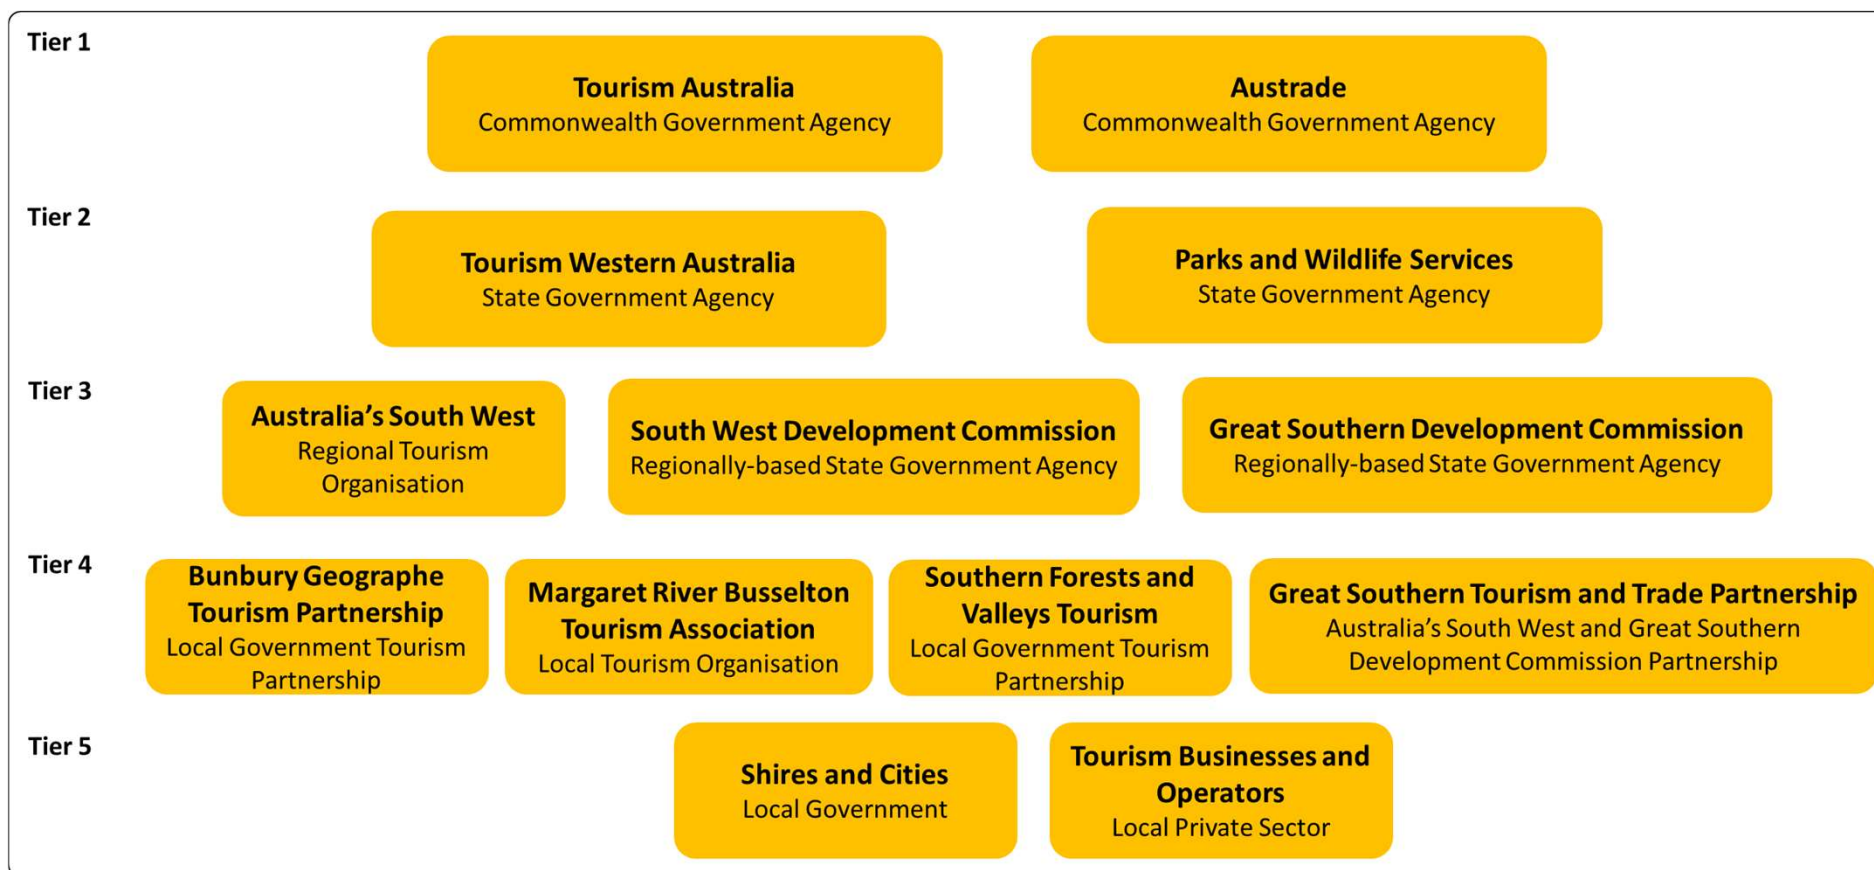 Tier 1
Tourism Australia
Commonwealth Government Agency
Austrade
Commonwealth Government Agency
Tier 2
Tourism Western Australia
State Government Agency
Parks and Wildlife Services
State Government Agency
Tier 3
Australia’s South West
Regional Tourism
Organisation
South West Development Commission
Regionally-based State Government Agency
Great Southern Development Commission
Regionally-based State Government Agency
Tier 4
Bunbury Geographe
Tourism Partnership
Local Government Tourism
Partnership
Margaret River Busselton
Tourism Association
Local Tourism Organisation
Southern Forests and
Valleys Tourism
Local Government Tourism
Partnership
Great Southern Tourism and Trade Partnership
Australia’s South West and Great Southern
Development Commission Partnership
Tier 5
Shires and Cities
Local Government
Tourism Businesses and
Operators
Local Private Sector